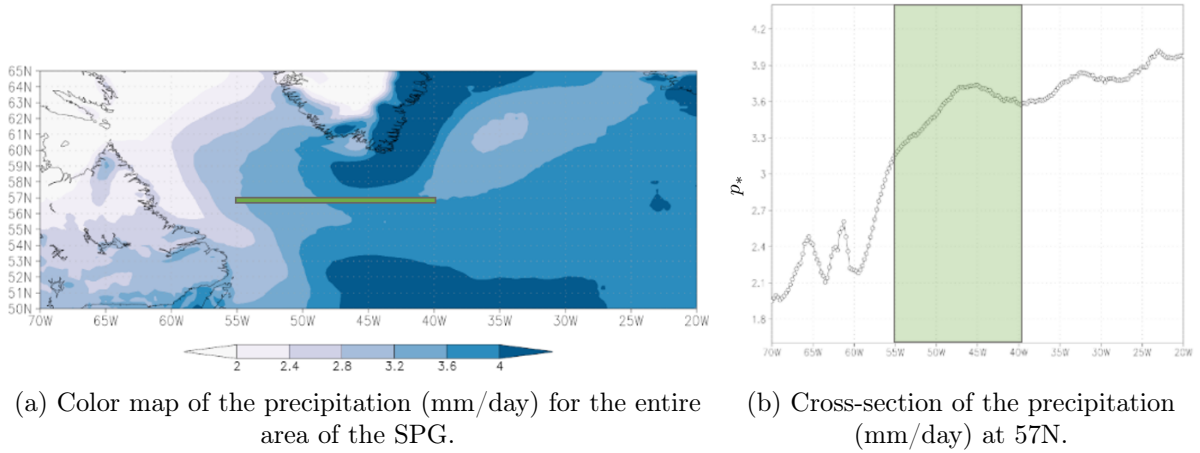 65N
64N
63N
62N
61N
60N
59N
58N
57N
56N
55N
54N
53N
52N
51N
50N
70W 65W 60W 55W 50W 45W 40W 35W 30W 25W 20W
2 2.4 2.8 3.2 3.6 4
(a) Color map of the precipitation (mm/day) for the entire
area of the SPG.
4.2
3.9
3.6
3.3
3
2.7
2.4
2.1
1.8
p*
70W 65W 60W 55W 50W 45W 40W 35W 30W 25W 20W
(b) Cross-section of the precipitation
(mm/day) at 57N.